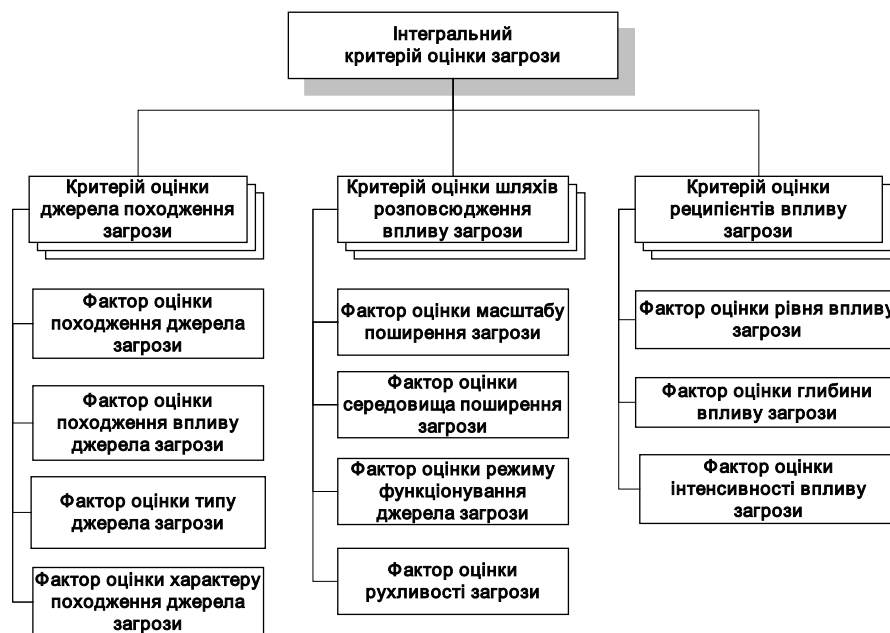 Інтегральний
критерій оцінки загрози
Критерій оцінки
джерела походження
загрози
Фактор оцінки
походження джерела
загрози
Фактор оцінки
походження впливу
джерела загрози
Фактор оцінки типу
джерела загрози
Фактор оцінки характеру
походження джерела
загрози
Критерій оцінки шляхів
розповсюдження
впливу загрози
Фактор оцінки масштабу
поширення загрози
Фактор оцінки
середовища поширення
загрози
Фактор оцінки режиму
функціонування
джерела загрози
Фактор оцінки
рухливості загрози
Критерій оцінки
реципієнтів впливу
загрози
Фактор оцінки рівня впливу
загрози
Фактор оцінки глибини
впливу загрози
Фактор оцінки
інтенсивності впливу
загрози